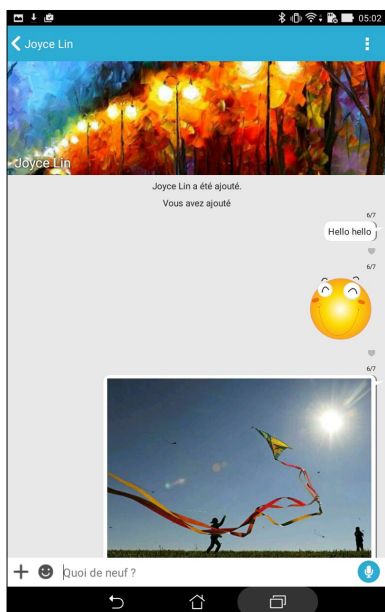 05:02
Joyce Lin
Joyce Lin
Joyce Lin a été ajouté.
Vous avez ajouté
6/7
Hello hello
6/7
6/7
Quoi de neuf ?